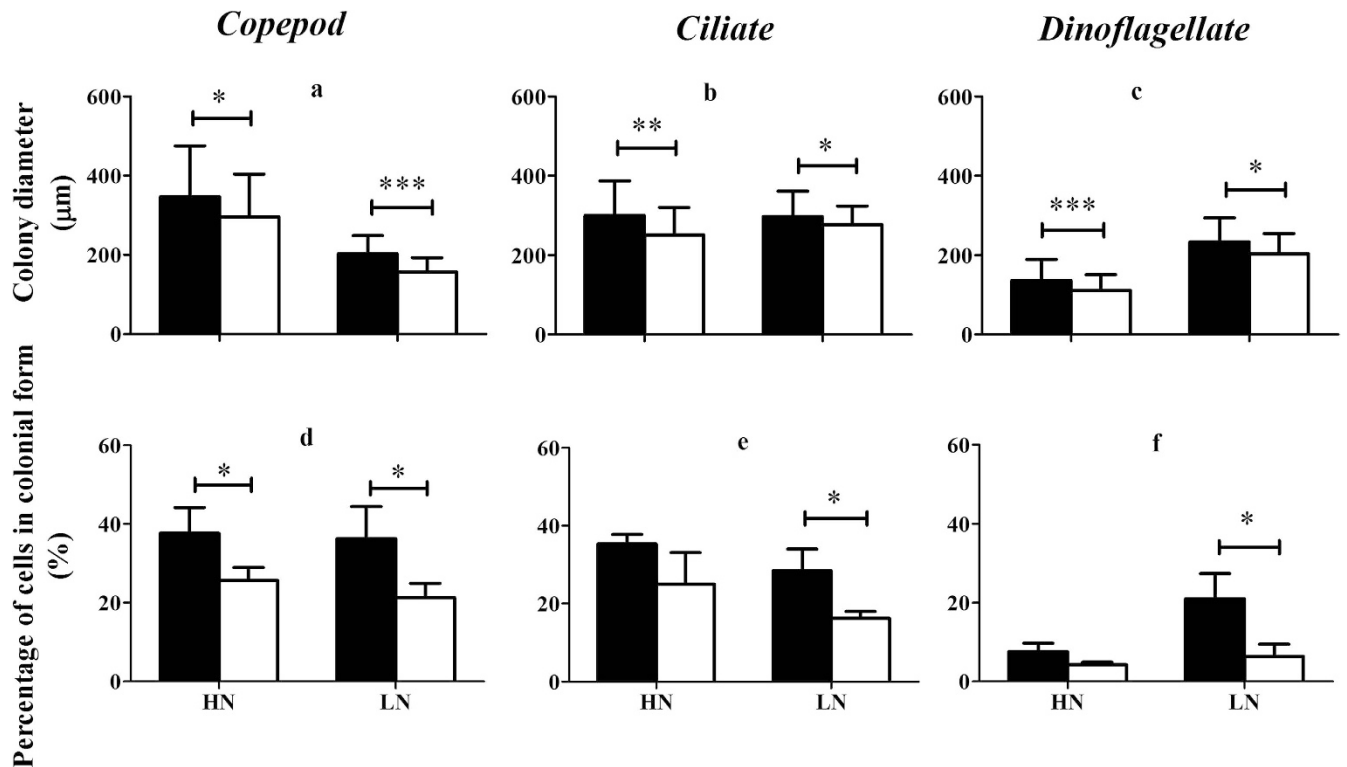 Copepod
Ciliate
Dinoflagellate
Colony diameter
(µm)
a
600
400
200
0
*
***
b
600
400
200
0
**
*
c
600
400
200
0
***
*
Percentage of cells in colonial form
(%)
d
60
40
20
0
*
*
HN
LN
e
60
40
20
0
*
HN
LN
f
60
40
20
0
*
HN
LN